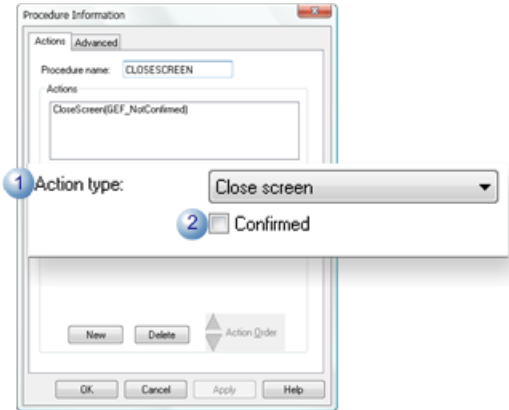 Procedure Information
Actions Advanced
Procedure name: CLOSESCREEN
Actions
CloseScreen(GEF_NotConfirmed)
1 Action type: Close screen
2 Confirmed
New Delete Action Order
OK Cancel Apply Help